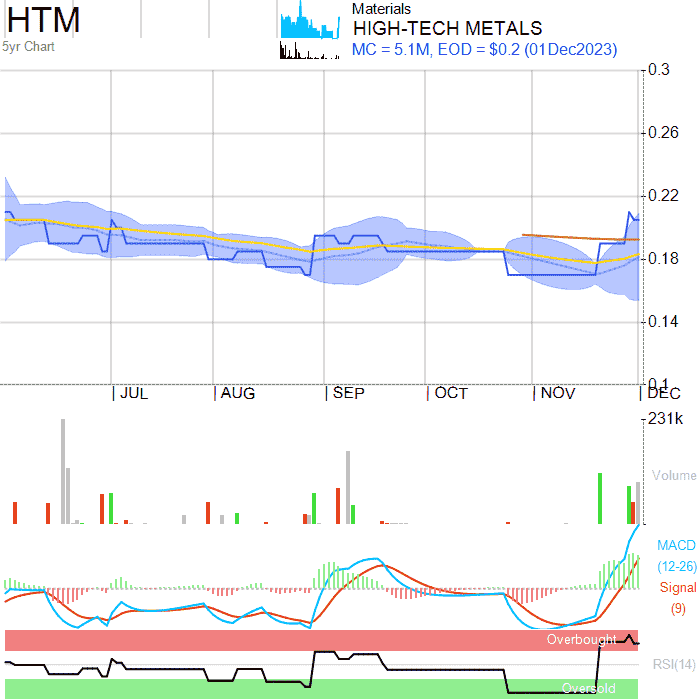 HTM
5yr Chart
Materials
HIGH-TECH METALS
MC = 5.1M, EOD = $0.2 (01Dec2023)
0.3
0.26
0.22
0.18
0.14
0.1
JUL AUG SEP OCT NOV DEC
231k
Volume
MACD
(12-26)
Signal
(9)
Overbought
RSI(14)
Oversold